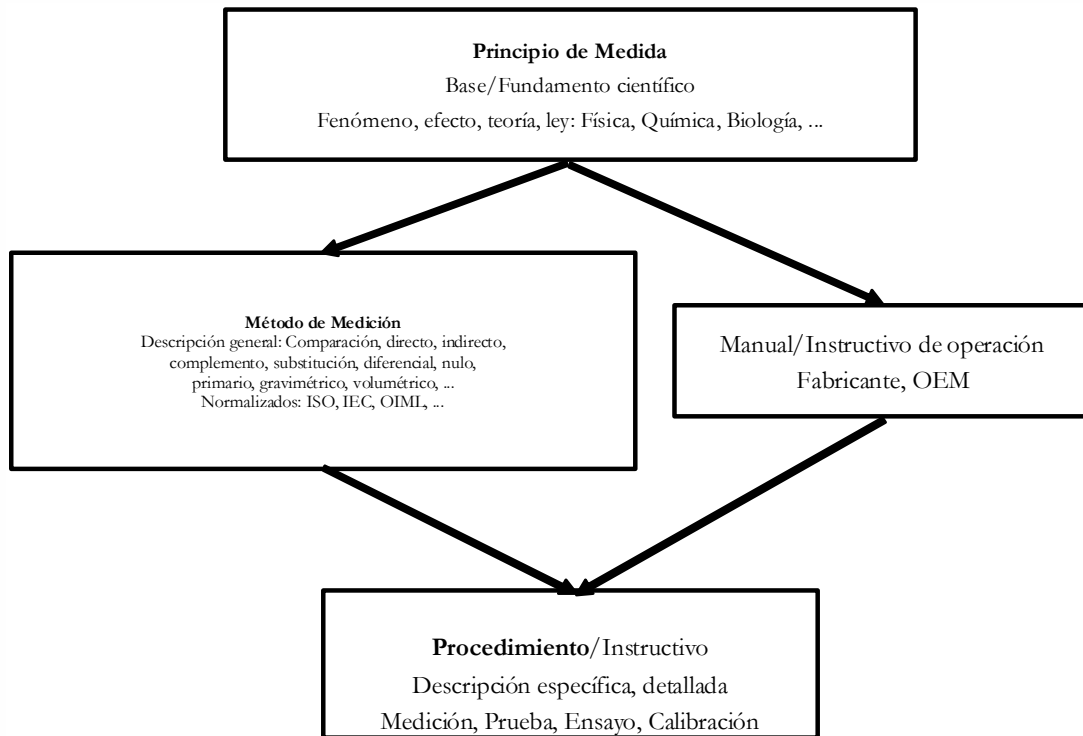 Principio de Medida
Base/Fundamento científico
Fenómeno, efecto, teoría, ley: Física, Química, Biología, ...
Método de Medición
Descripción general: Comparación, directo, indirecto,
complemento, substitución, diferencial, nulo,
primario, gravimétrico, volumétrico, ...
Normalizados: ISO, IEC, OIML, ...
Manual/Instructivo de operación
Fabricante, OEM
Procedimiento/Instructivo
Descripción específica, detallada
Medición, Prueba, Ensayo, Calibración